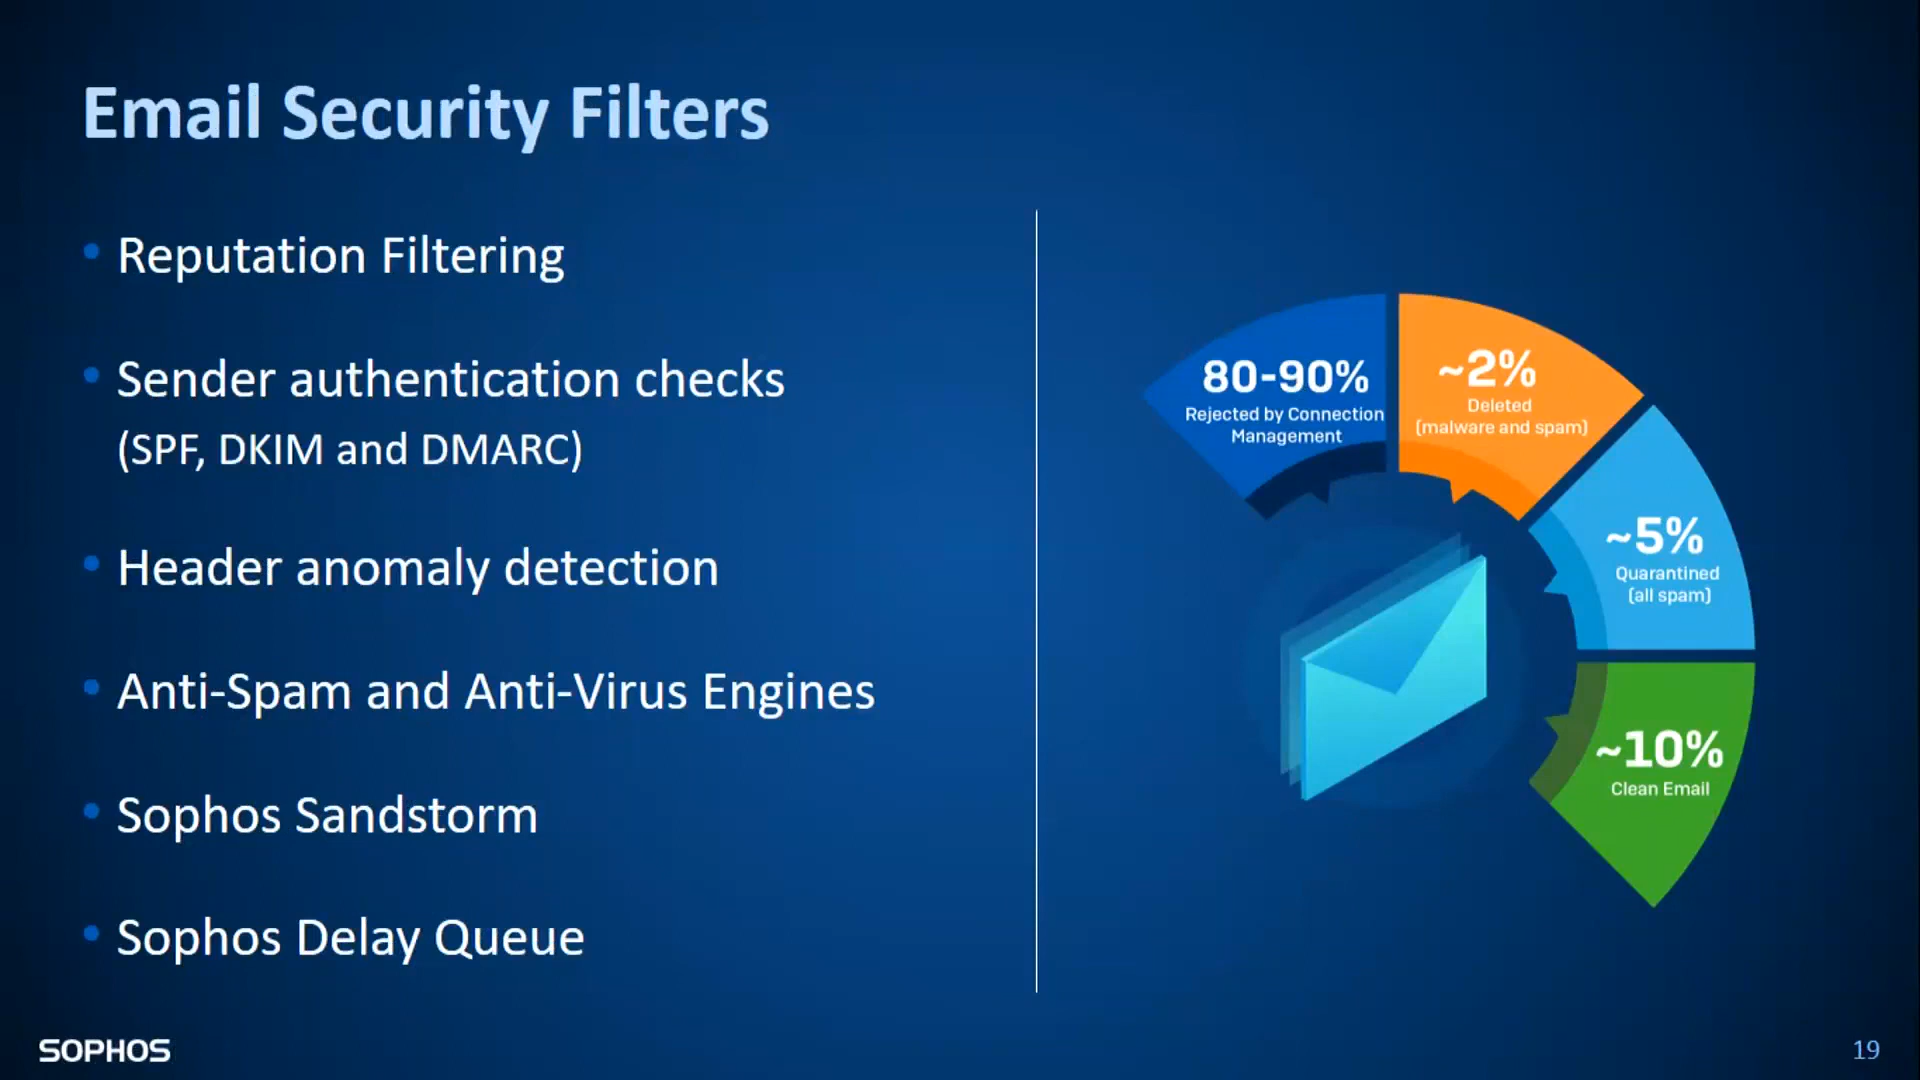 Email Security Filters
• Reputation Filtering
• Sender authentication checks
(SPF, DKIM and DMARC)
• Header anomaly detection
• Anti-Spam and Anti-Virus Engines
• Sophos Sandstorm
• Sophos Delay Queue
80-90%
Rejected by Connection
Management
~2%
Deleted
(malware and spam)
~5%
Quarantined
(all spam)
~10%
Clean Email
SOPHOS
19